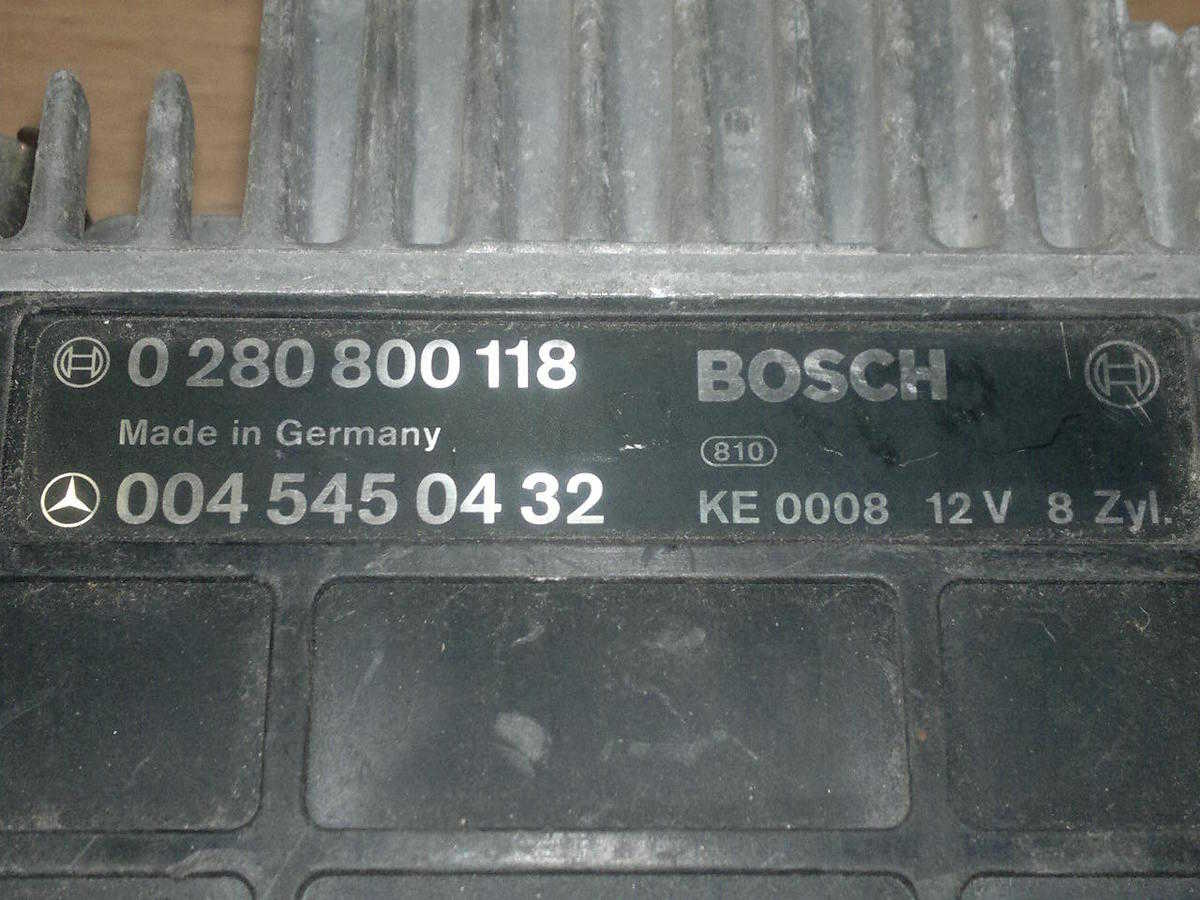 0 280 800 118 BOSCH
Made in Germany 810
004 545 04 32 KE 0008 12 V 8 Zyl.